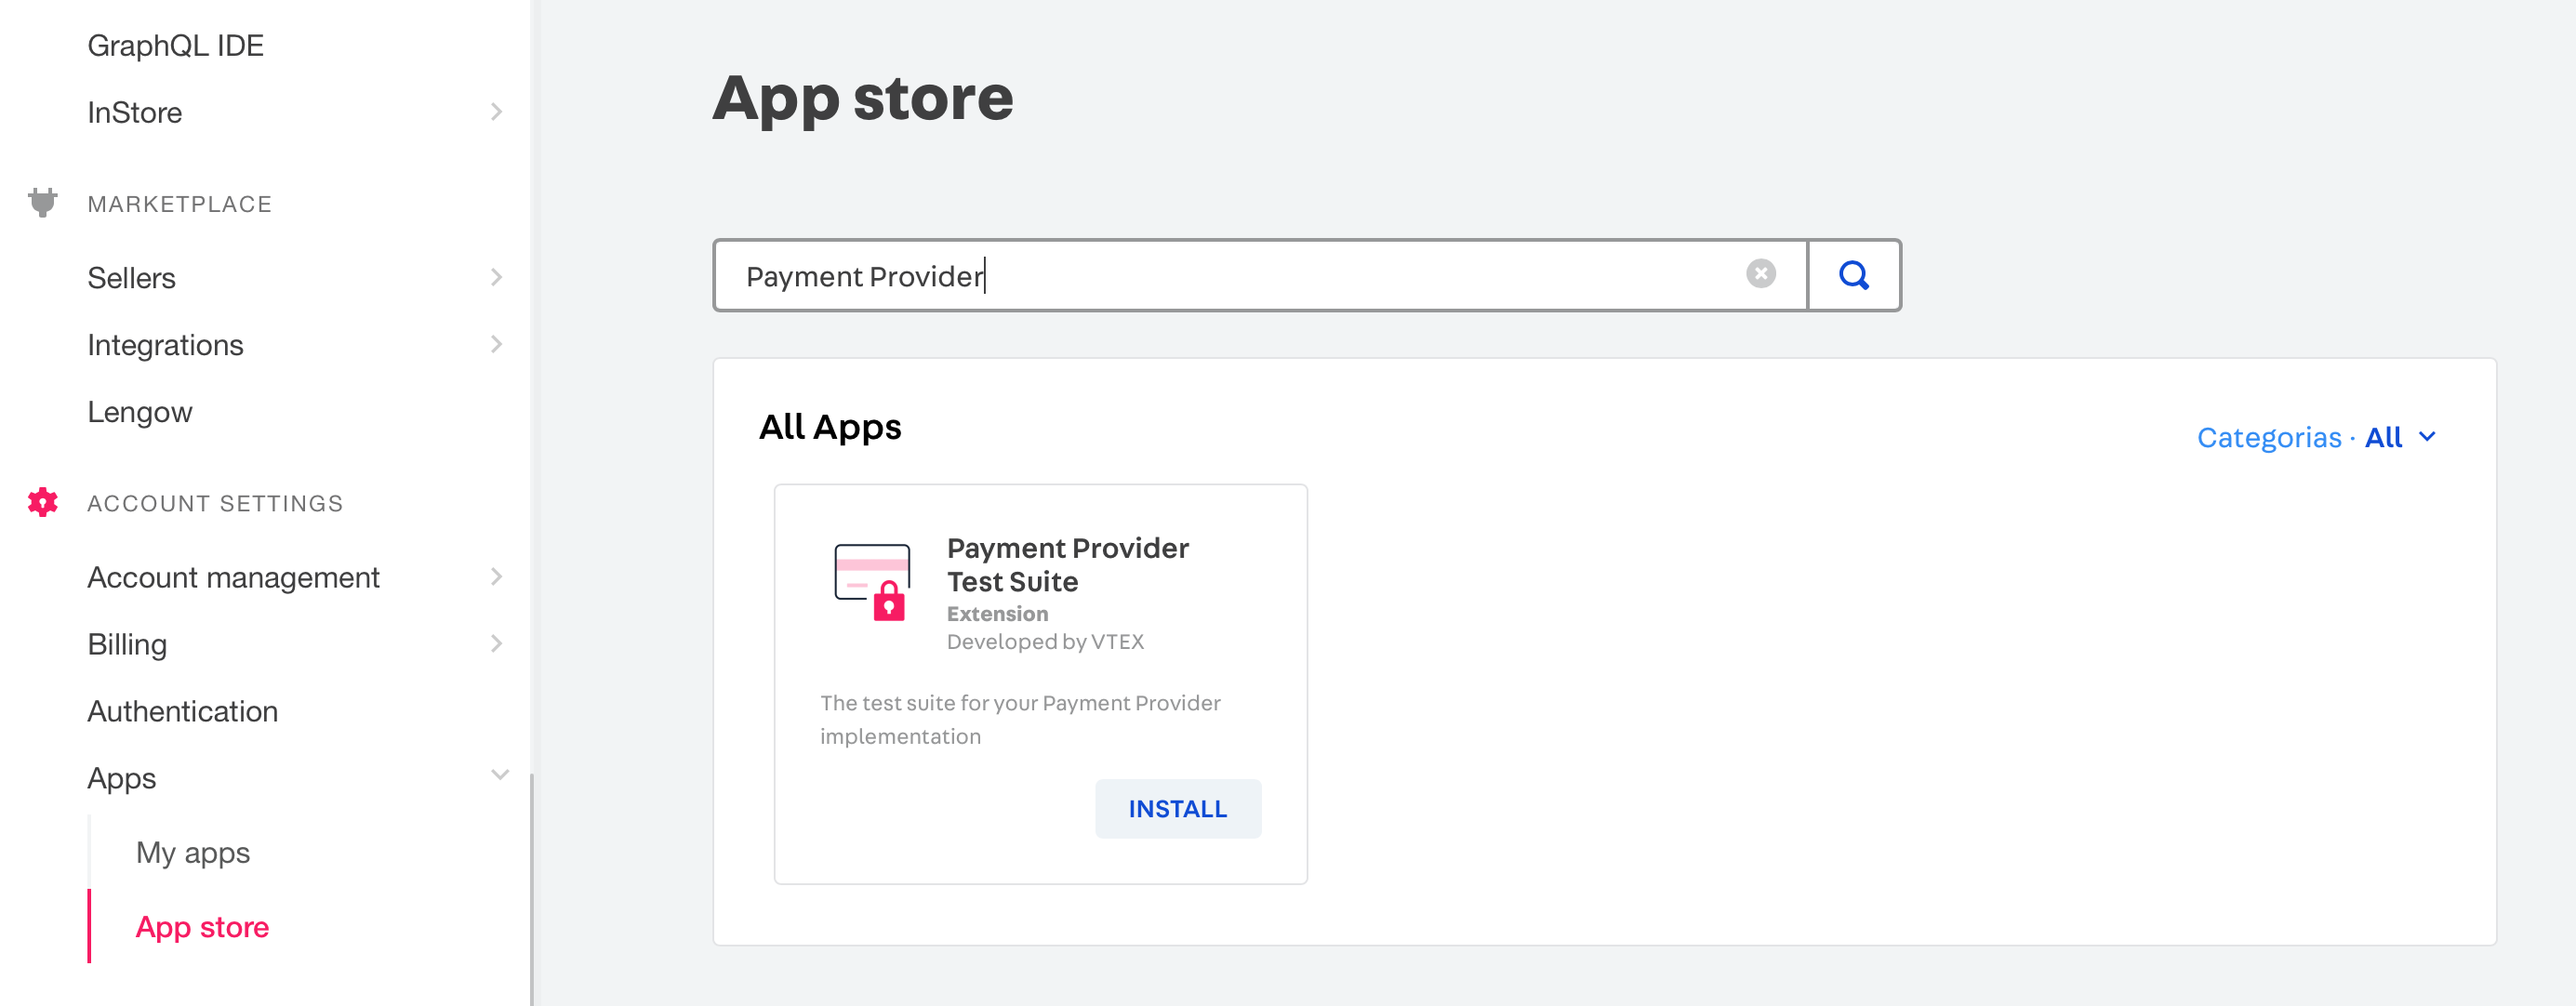 GraphQL IDE
InStore
MARKETPLACE
Sellers
Integrations
Lengow
ACCOUNT SETTINGS
Account management
Billing
Authentication
Apps
My apps
App store
App store
Payment Provider
All Apps
Categorias · All
Payment Provider
Test Suite
Extension
Developed by VTEX
The test suite for your Payment Provider
implementation
INSTALL